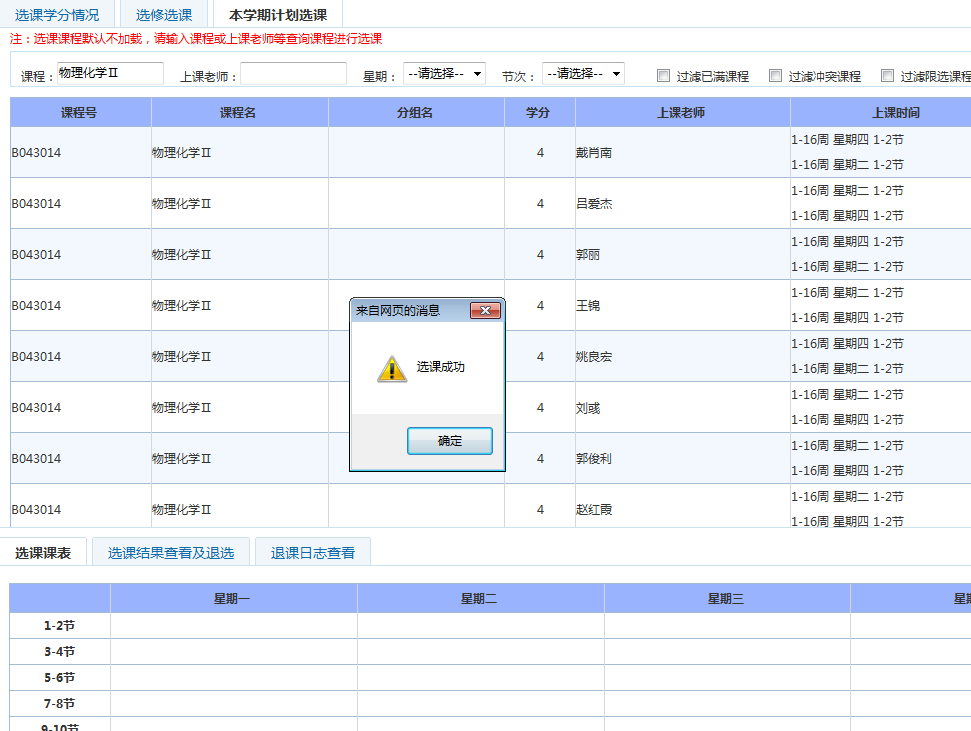 选课学分情况 选修选课 本学期计划选课
注：选课课程默认不加载，请输入课程或上课老师等查询课程进行选课
课程： 物理化学II 上课老师： 星期： --请选择-- 节次： --请选择-- 过滤已满课程 过滤冲突课程 过滤限选课程
课程号 课程名 分组名 学分 上课老师 上课时间
B043014 物理化学II 4 戴肖南 1-16周 星期四 1-2节
1-16周 星期二 1-2节
B043014 物理化学II 4 吕爱杰 1-16周 星期二 1-2节
1-16周 星期四 1-2节
B043014 物理化学II 4 郭丽 1-16周 星期四 1-2节
1-16周 星期二 1-2节
B043014 物理化学II 4 王锦 1-16周 星期二 1-2节
1-16周 星期四 1-2节
B043014 物理化学II 4 姚良宏 1-16周 星期四 1-2节
1-16周 星期二 1-2节
B043014 物理化学II 4 刘彧 1-16周 星期二 1-2节
1-16周 星期四 1-2节
B043014 物理化学II 4 郭俊利 1-16周 星期二 1-2节
1-16周 星期四 1-2节
B043014 物理化学II 4 赵红霞 1-16周 星期二 1-2节
1-16周 星期四 1-2节
来自网页的消息
选课成功
确定
选课课表 选课结果查看及退选 退课日志查看
星期一 星期二 星期三 星期
1-2节
3-4节
5-6节
7-8节
9-10节